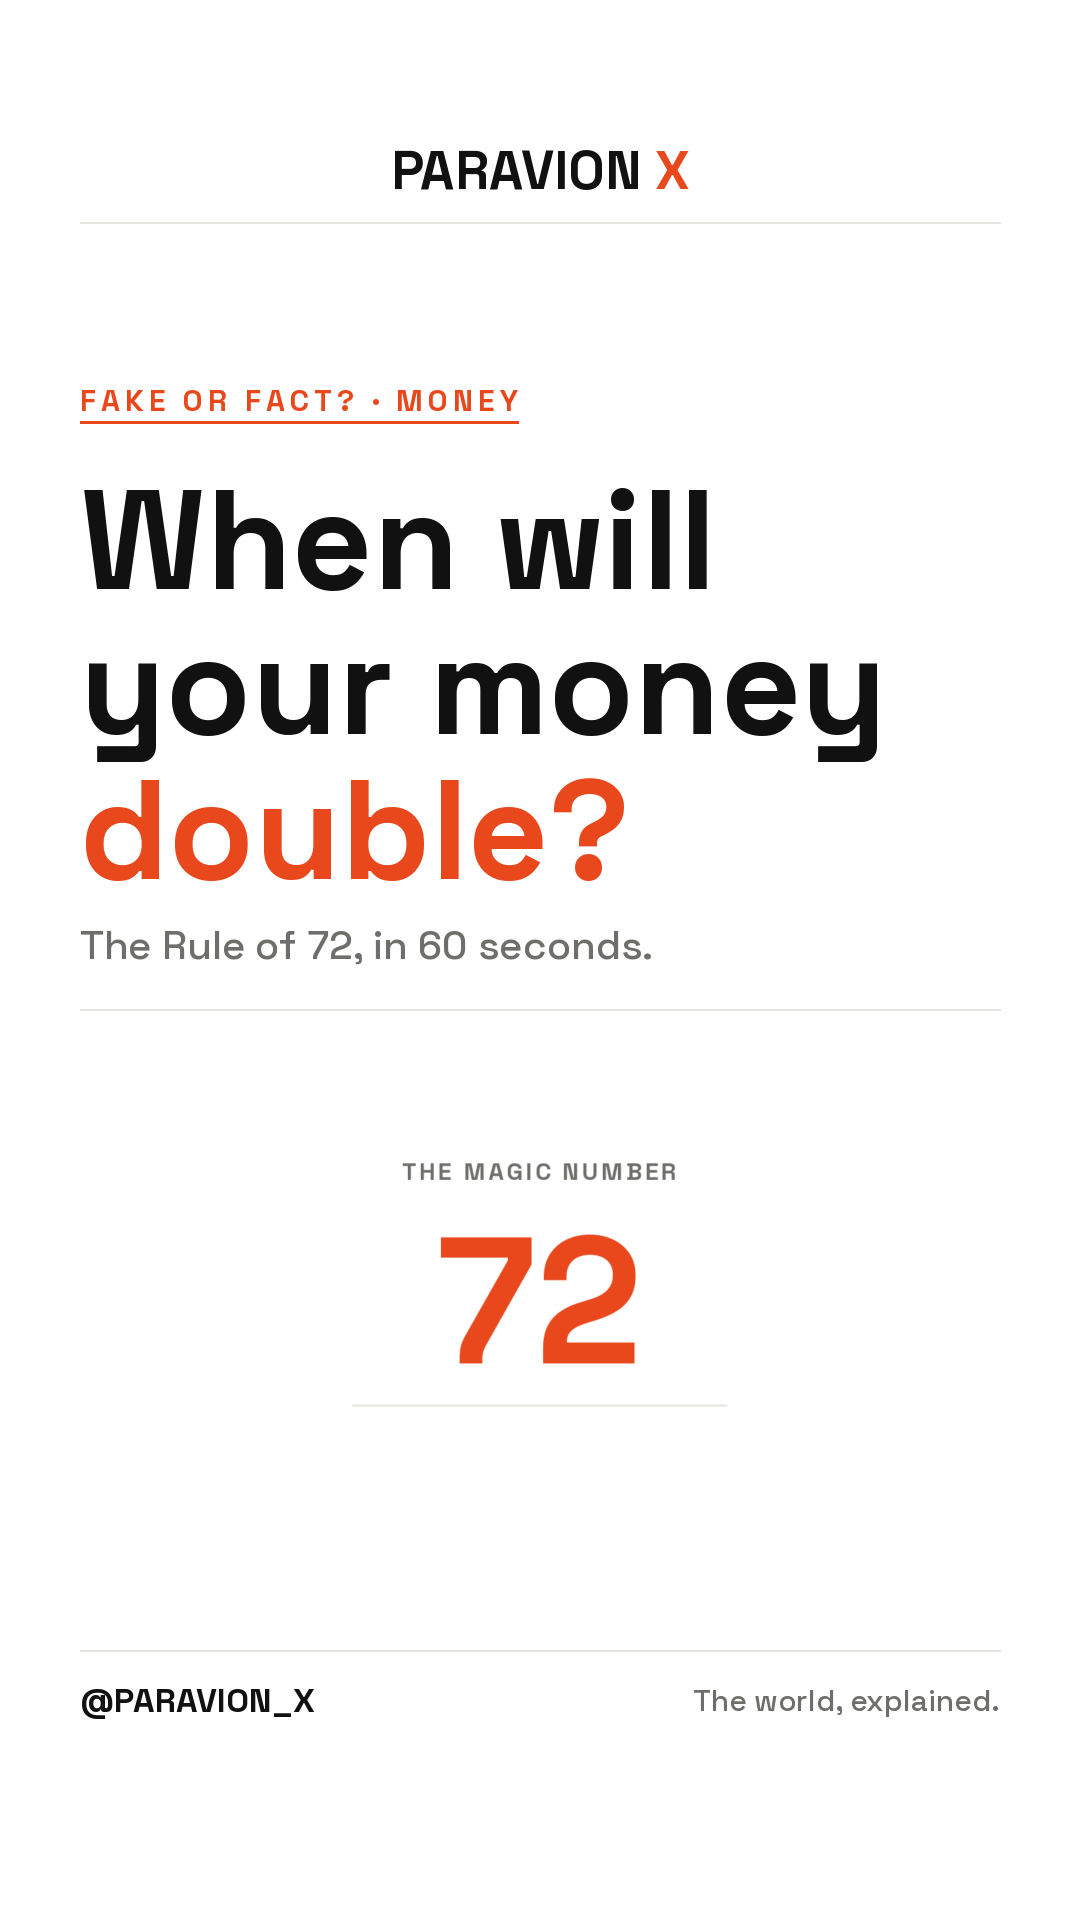 PARAVION X
FAKE OR FACT? · MONEY
When will
your money
double?
The Rule of 72, in 60 seconds.
THE MAGIC NUMBER
72
@PARAVION_X
The world, explained.